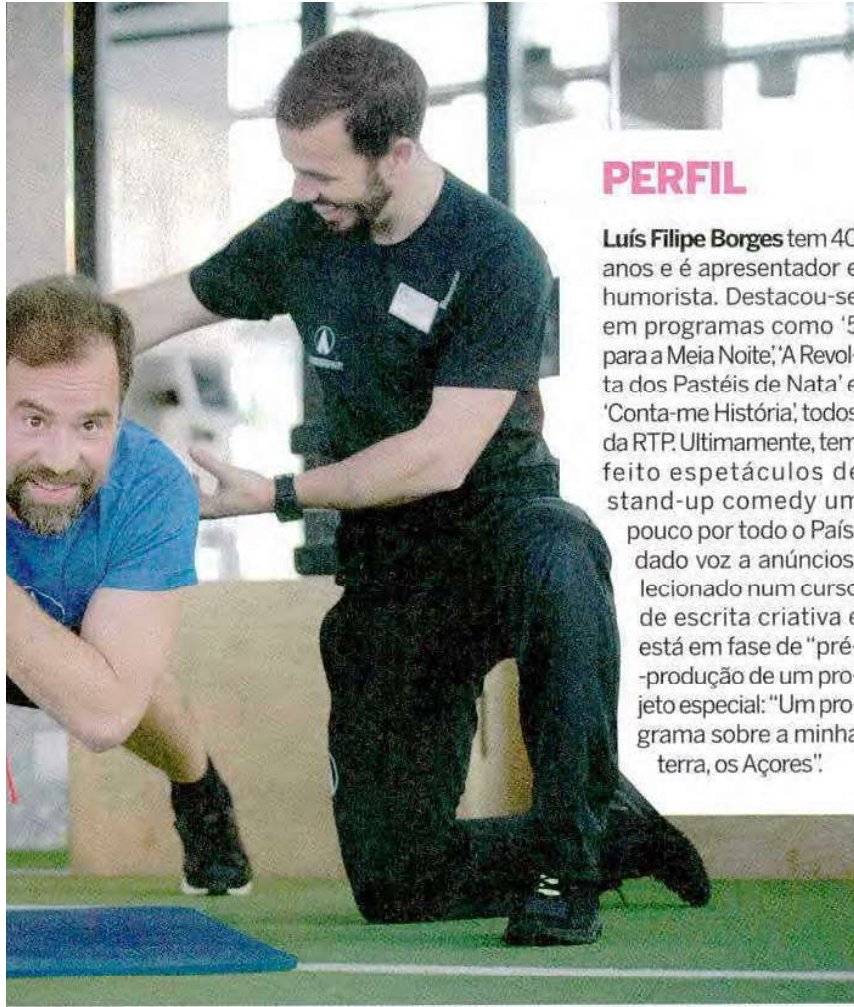 PERFIL
Luís Filipe Borges tem 40
anos e é apresentador e
humorista. Destacou-se
em programas como ‘5
para a Meia Noite’, ‘A Revol-
ta dos Pastéis de Nata’ e
‘Conta-me História’, todos
da RTP. Ultimamente, tem
feito espetáculos de
stand-up comedy um
pouco por todo o País,
dado voz a anúncios,
lecionado num curso
de escrita criativa e
está em fase de “pré-
-produção de um pro-
jeto especial: “Um pro-
grama sobre a minha
terra, os Açores”.